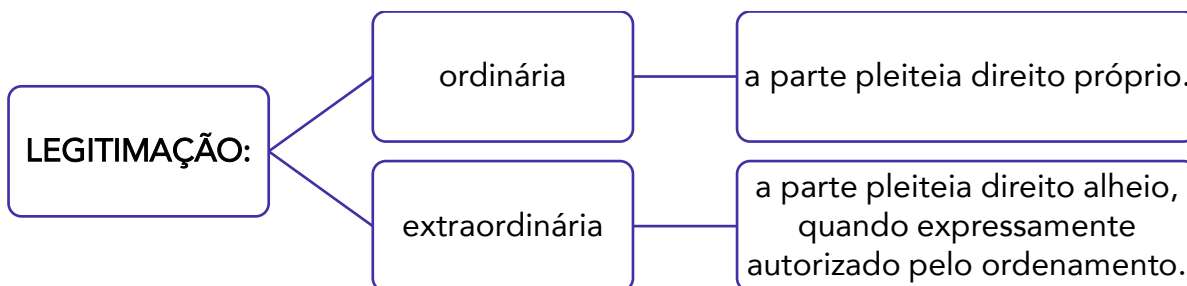 LEGITIMAÇÃO:
ordinária
a parte pleiteia direito próprio.
extraordinária
a parte pleiteia direito alheio,
quando expressamente
autorizado pelo ordenamento.